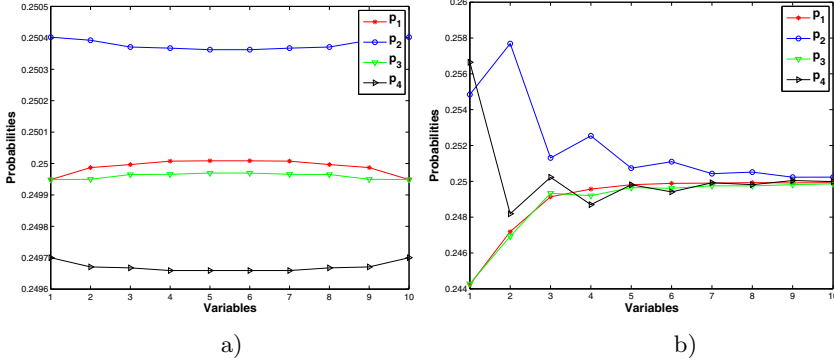 0.2505
0.2504
0.2503
0.2502
0.2501
0.25
0.2499
0.2498
0.2497
0.2496
Probabilities
1 2 3 4 5 6 7 8 9 10
Variables
p1
p2
p3
p4
a)
0.26
0.258
0.256
0.254
0.252
0.25
0.248
0.246
0.244
Probabilities
1 2 3 4 5 6 7 8 9 10
Variables
p1
p2
p3
p4
b)